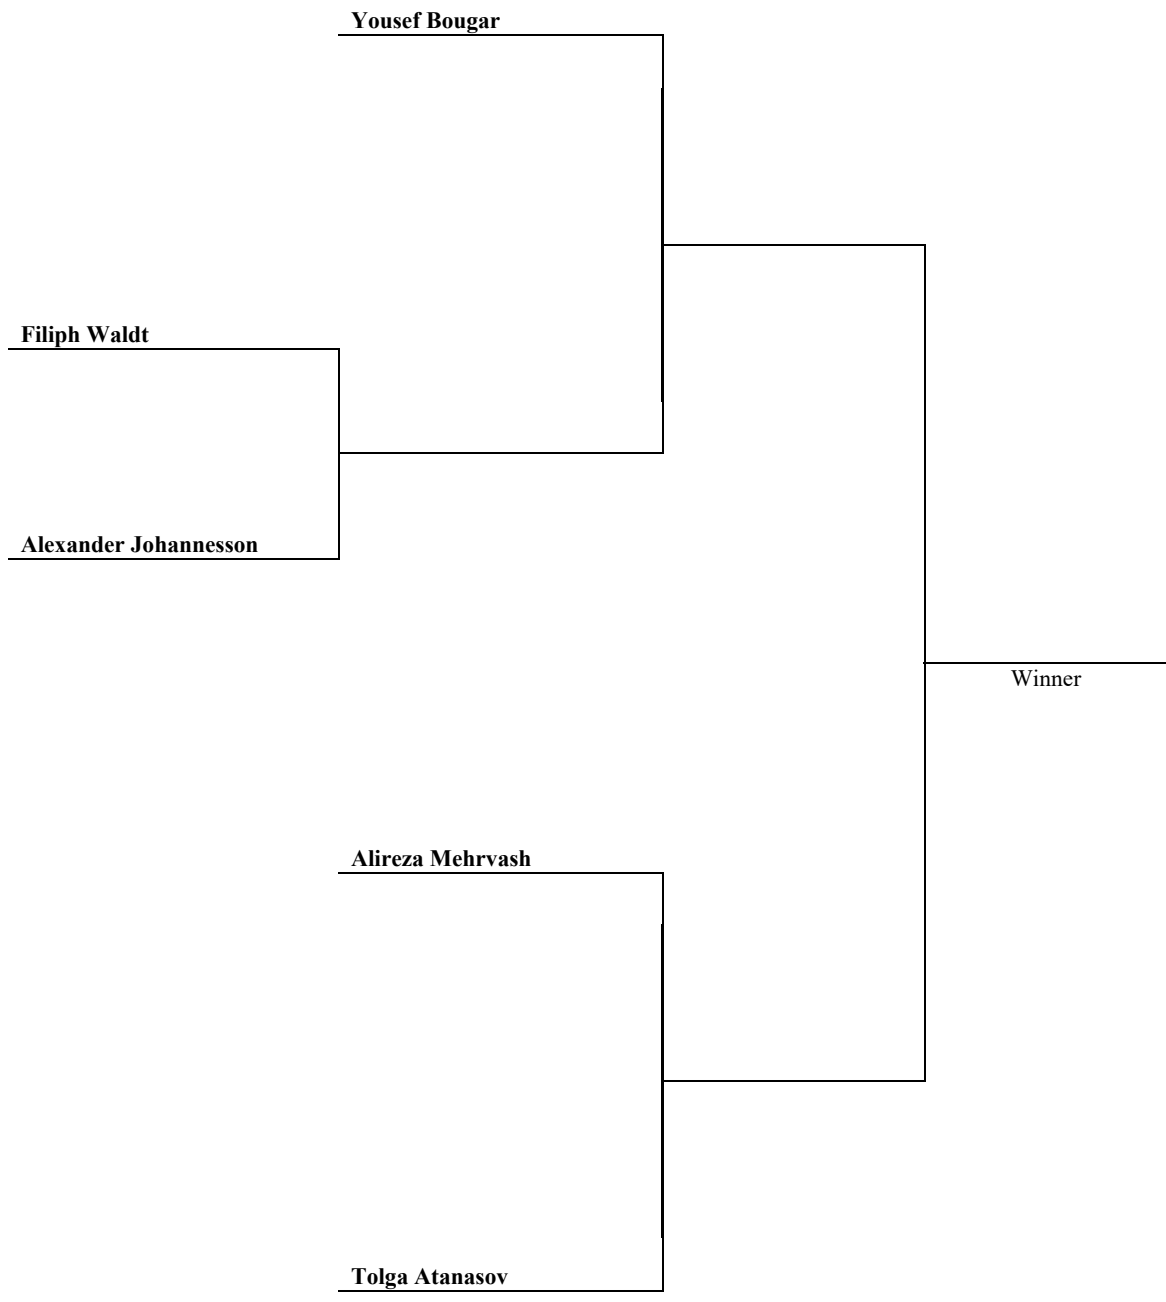 Yousef Bougar
Filiph Waldt
Alexander Johannesson
Winner
Alireza Mehrvash
Tolga Atanasov